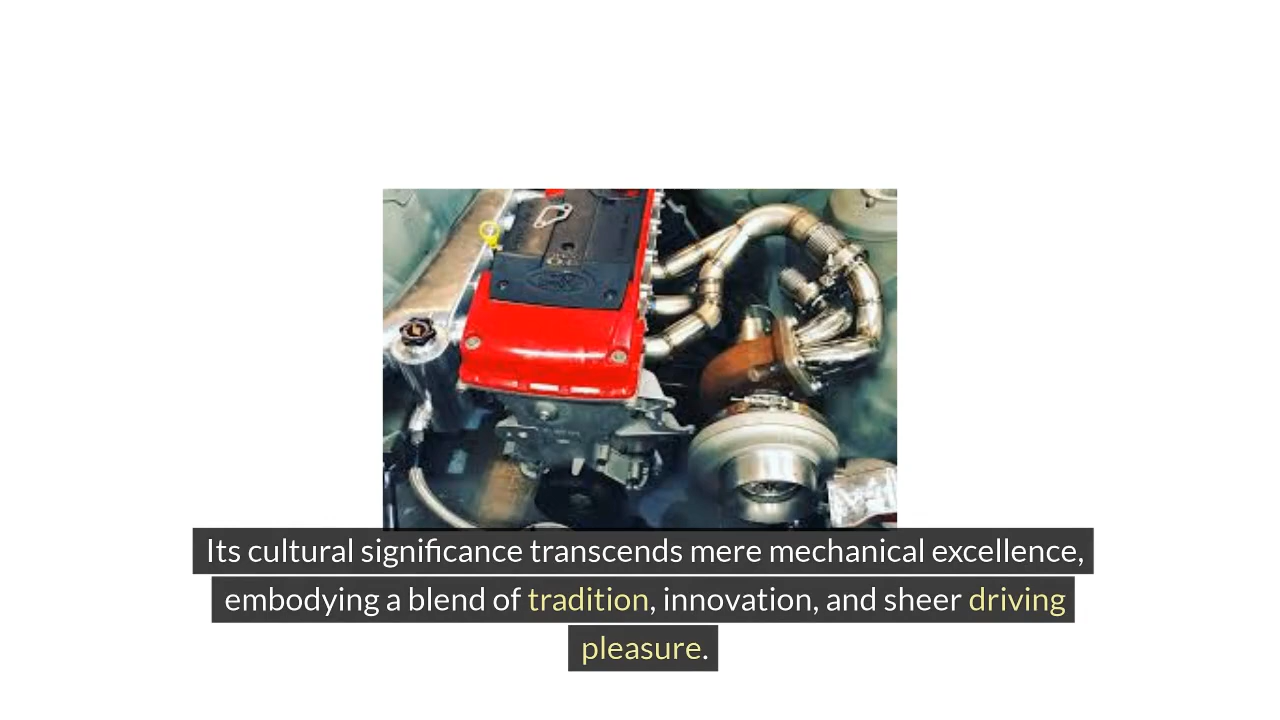 Its cultural significance transcends mere mechanical excellence,
embodying a blend of tradition, innovation, and sheer driving
pleasure.